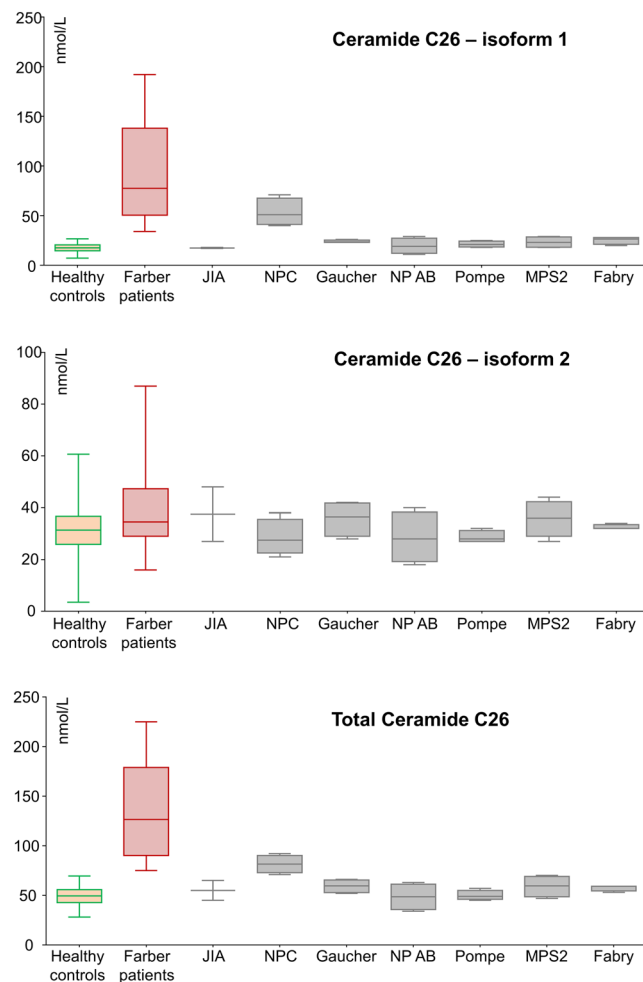 Ceramide C26 – isoform 1
nmol/L
250
200
150
100
50
0
Healthy controls
Farber patients
JIA
NPC
Gaucher
NP AB
Pompe
MPS2
Fabry
Ceramide C26 – isoform 2
nmol/L
100
80
60
40
20
0
Healthy controls
Farber patients
JIA
NPC
Gaucher
NP AB
Pompe
MPS2
Fabry
Total Ceramide C26
nmol/L
250
200
150
100
50
0
Healthy controls
Farber patients
JIA
NPC
Gaucher
NP AB
Pompe
MPS2
Fabry